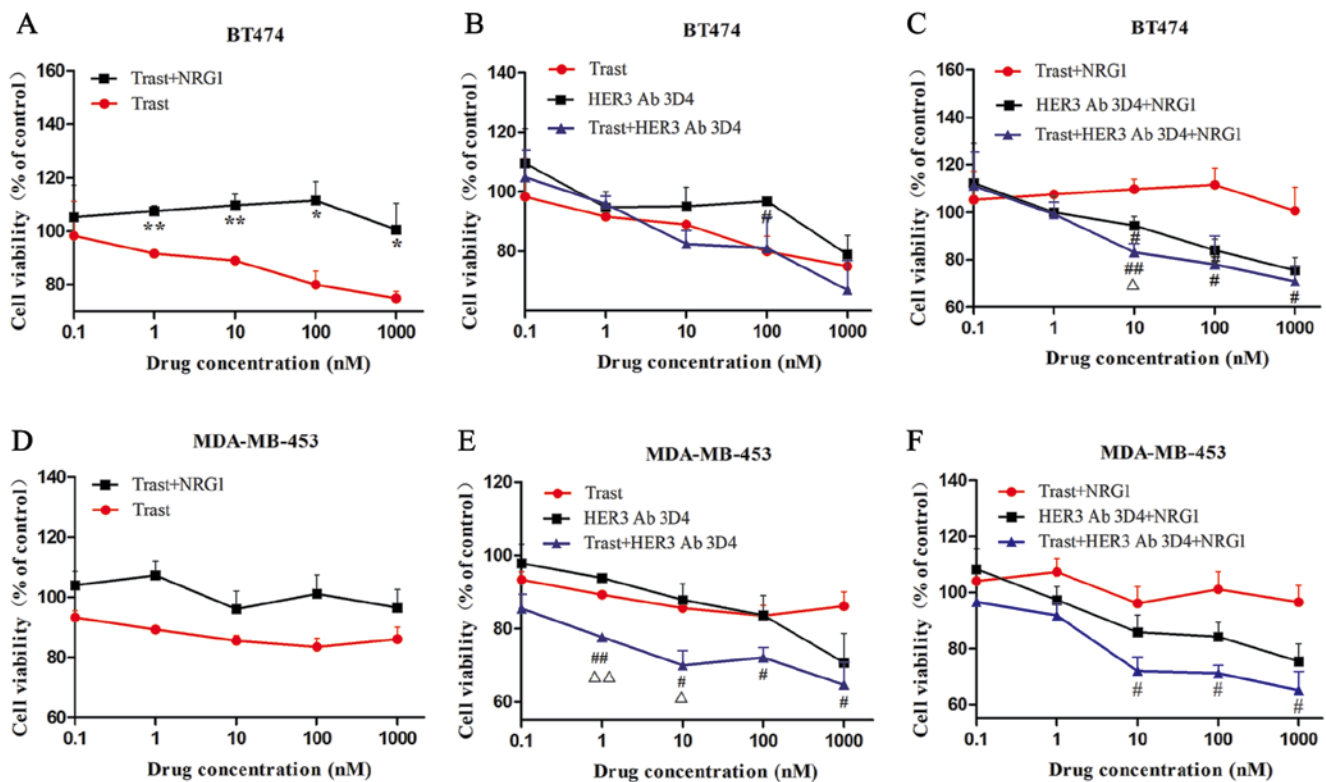 A
BT474
Cell viability (% of control)
160
140
120
100
80
Trast+NRG1
Trast
**
**
*
*
0.1
1
10
100
1000
Drug concentration (nM)
B
BT474
Cell viability (% of control)
140
120
100
80
Trast
HER3 Ab 3D4
Trast+HER3 Ab 3D4
#
0.1
1
10
100
1000
Drug concentration (nM)
C
BT474
Cell viability (% of control)
160
140
120
100
80
60
Trast+NRG1
HER3 Ab 3D4+NRG1
Trast+HER3 Ab 3D4+NRG1
#
##
△
#
#
#
0.1
1
10
100
1000
Drug concentration (nM)
D
MDA-MB-453
Cell viability (% of control)
140
120
100
80
60
Trast+NRG1
Trast
0.1
1
10
100
1000
Drug concentration (nM)
E
MDA-MB-453
Cell viability (% of control)
120
100
80
60
Trast
HER3 Ab 3D4
Trast+HER3 Ab 3D4
##
△△
#
△
#
#
0.1
1
10
100
1000
Drug concentration (nM)
F
MDA-MB-453
Cell viability (% of control)
140
120
100
80
60
Trast+NRG1
HER3 Ab 3D4+NRG1
Trast+HER3 Ab 3D4+NRG1
#
#
#
0.1
1
10
100
1000
Drug concentration (nM)